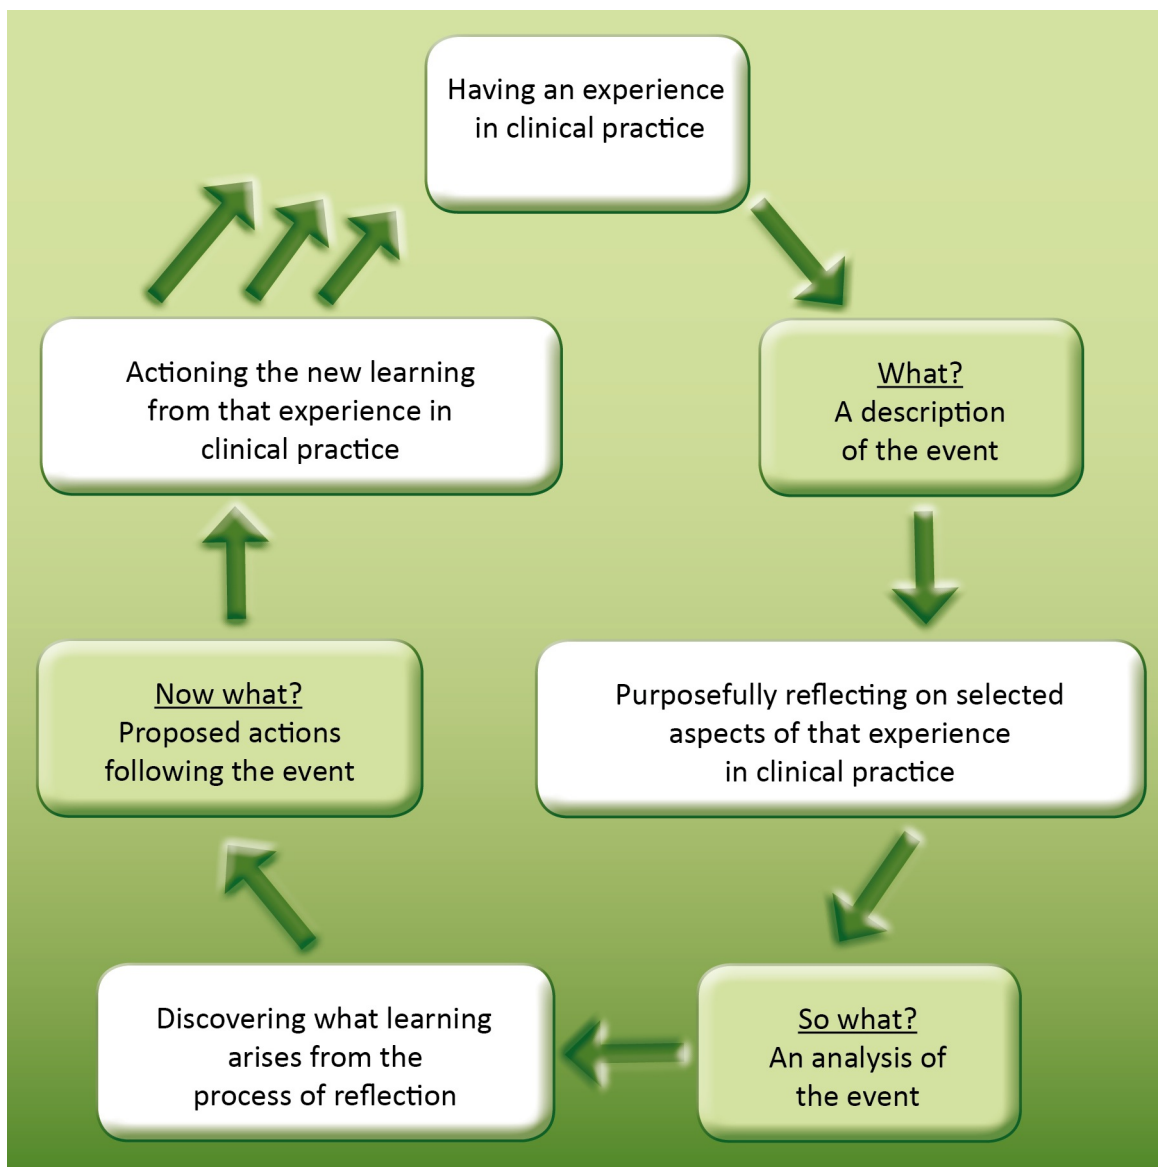 Having an experience
in clinical practice
What?
A description
of the event
Purposefully reflecting on selected
aspects of that experience
in clinical practice
So what?
An analysis of
the event
Discovering what learning
arises from the
process of reflection
Now what?
Proposed actions
following the event
Actioning the new learning
from that experience in
clinical practice